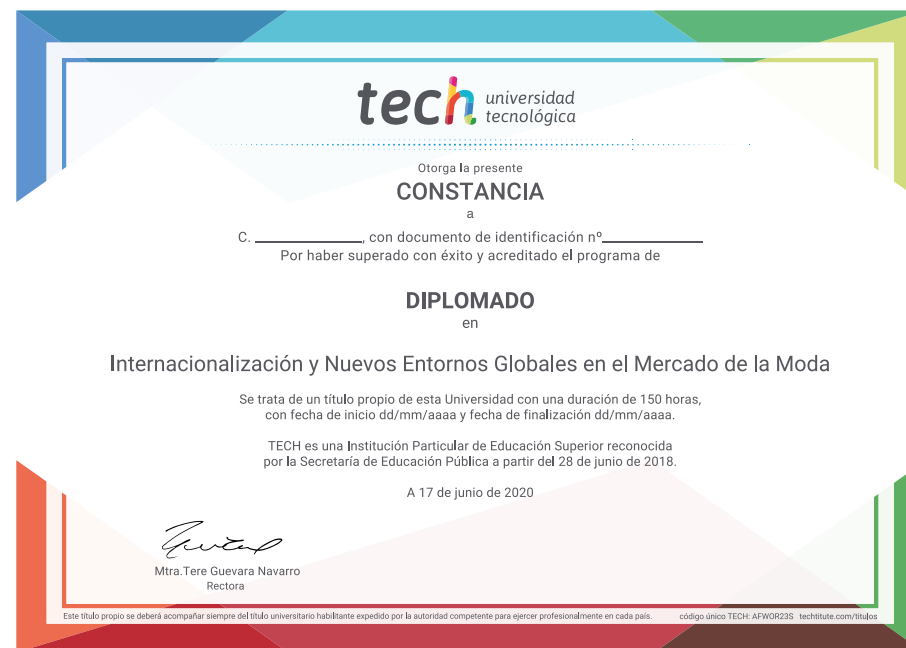 tech universidad
tecnológica
Otorga la presente
CONSTANCIA
a
C. ____________, con documento de identificación nº____________
Por haber superado con éxito y acreditado el programa de
DIPLOMADO
en
Internacionalización y Nuevos Entornos Globales en el Mercado de la Moda
Se trata de un título propio de esta Universidad con una duración de 150 horas,
con fecha de inicio dd/mm/aaaa y fecha de finalización dd/mm/aaaa.
TECH es una Institución Particular de Educación Superior reconocida
por la Secretaría de Educación Pública a partir del 28 de junio de 2018.
A 17 de junio de 2020
Mtra.Tere Guevara Navarro
Rectora
Este título propio se deberá acompañar siempre del título universitario habilitante expedido por la autoridad competente para ejercer profesionalmente en cada país. código único TECH: AFWOR23S techtitute.com/titulos